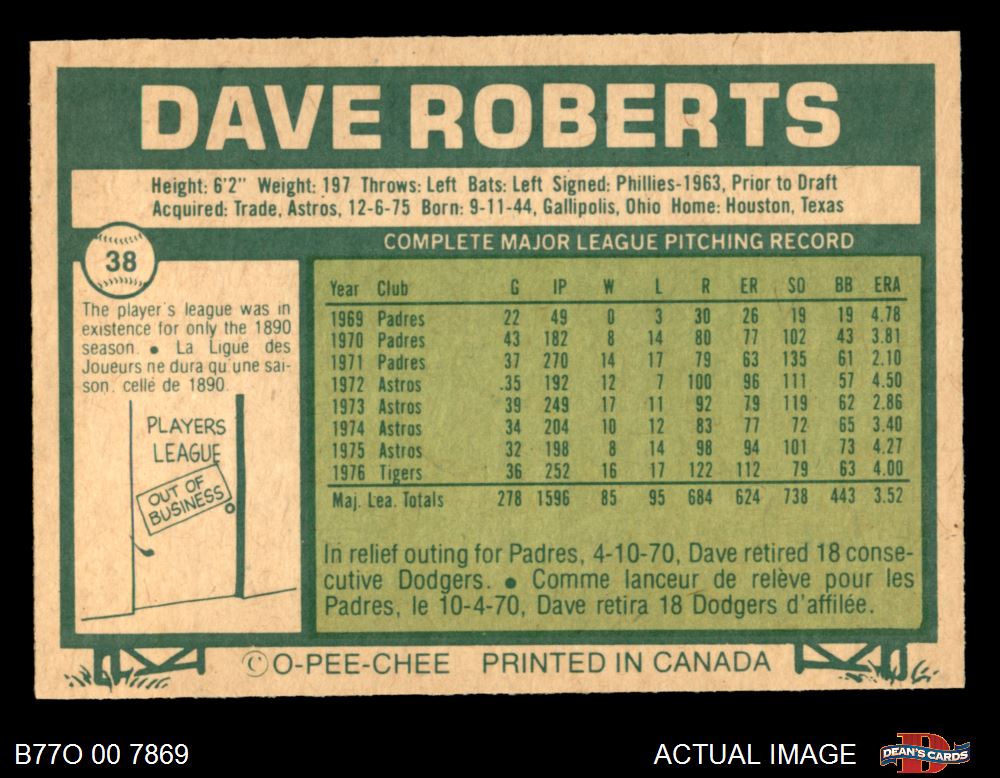 DAVE ROBERTS
Height: 6'2" Weight: 197 Throws: Left Bats: Left Signed: Phillies-1963, Prior to Draft
Acquired: Trade, Astros, 12-6-75 Born: 9-11-44, Gallipolis, Ohio Home: Houston, Texas
38
The player's league was in
existence for only the 1890
season. ● La Ligue des
Joueurs ne dura qu'une sai-
son. celle de 1890.
PLAYERS
LEAGUE
OUT OF
BUSINESS
COMPLETE MAJOR LEAGUE PITCHING RECORD
Year Club G IP W L R ER SO BB ERA
1969 Padres 22 49 0 3 30 26 19 19 4.78
1970 Padres 43 182 8 14 80 77 102 43 3.81
1971 Padres 37 270 14 17 79 63 135 61 2.10
1972 Astros 35 192 12 7 100 96 111 57 4.50
1973 Astros 39 249 17 11 92 79 119 62 2.86
1974 Astros 34 204 10 12 83 77 72 65 3.40
1975 Astros 32 198 8 14 98 94 101 73 4.27
1976 Tigers 36 252 16 17 122 112 79 63 4.00
Maj. Lea. Totals 278 1596 85 95 684 624 738 443 3.52
In relief outing for Padres, 4-10-70, Dave retired 18 conse-
cutive Dodgers. ● Comme lanceur de relève pour les
Padres, le 10-4-70, Dave retira 18 Dodgers d'affilée.
©O-PEE-CHEE PRINTED IN CANADA
B77O 00 7869
ACTUAL IMAGE
D
DEAN'S CARDS